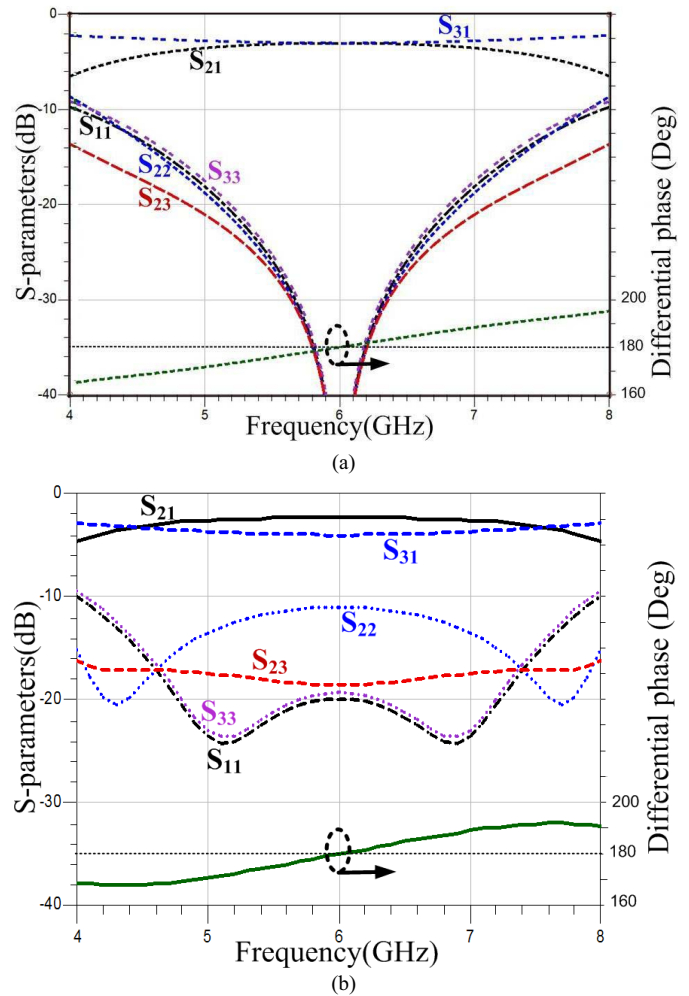 0
-10
-20
-30
-40
S-parameters(dB)
S31
S21
S11
S22
S33
S23
200
180
160
Differential phase (Deg)
4
5
6
7
8
Frequency(GHz)
(a)
0
-10
-20
-30
-40
S-parameters(dB)
S21
S31
S22
S23
S33
S11
200
180
160
Differential phase (Deg)
4
5
6
7
8
Frequency(GHz)
(b)